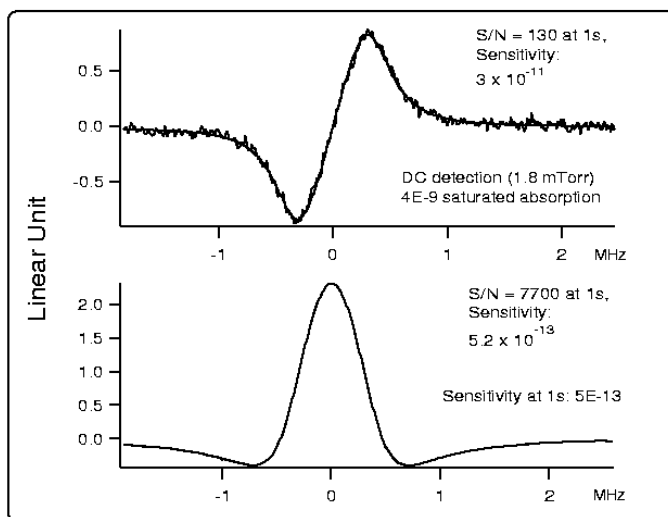 Linear Unit
S/N = 130 at 1s,
Sensitivity:
3 x 10^-11
0.5
0.0
-0.5
DC detection (1.8 mTorr)
4E-9 saturated absorption
-1 0 1 2 MHz
S/N = 7700 at 1s,
Sensitivity:
5.2 x 10^-13
2.0
1.5
1.0
0.5
0.0
Sensitivity at 1s: 5E-13
-1 0 1 2 MHz